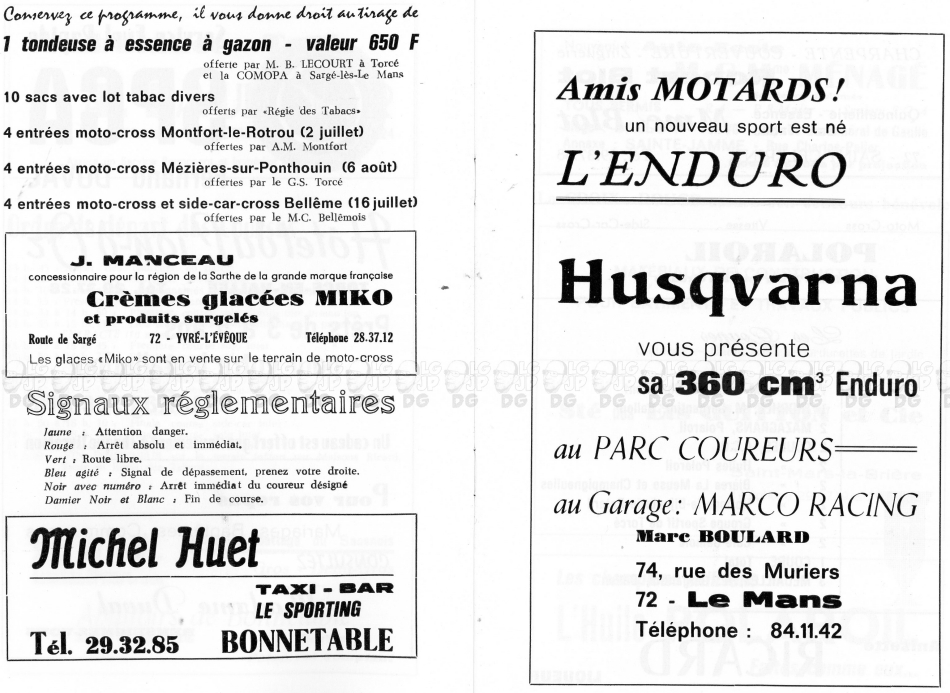 Conservez ce programme, il vous donne droit au tirage de
1 tondeuse à essence à gazon - valeur 650 F
offerte par M. B. LECOURT à Torcé
et la COMOPA à Sargé-lès-Le Mans
10 sacs avec lot tabac divers
offerts par «Régie des Tabacs»
4 entrées moto-cross Montfort-le-Rotrou (2 juillet)
offertes par A.M. Montfort
4 entrées moto-cross Mézières-sur-Ponthouin (6 août)
offertes par le G.S. Torcé
4 entrées moto-cross et side-car-cross Bellême (16 juillet)
offertes par le M.C. Bellêmois
J. MANCEAU
concessionnaire pour la région de la Sarthe de la grande marque française
Crèmes glacées MIKO
et produits surgelés
Route de Sargé 72 - YVRÉ-L'ÉVÊQUE Téléphone 28.37.12
Les glaces «Miko» sont en vente sur le terrain de moto-cross
Signaux réglementaires
Jaune : Attention danger.
Rouge : Arrêt absolu et immédiat.
Vert : Route libre.
Bleu agité : Signal de dépassement, prenez votre droite.
Noir avec numéro : Arrêt immédiat du coureur désigné
Damier Noir et Blanc : Fin de course.
Michel Huet
TAXI - BAR
LE SPORTING
Tél. 29.32.85 BONNETABLE
Amis MOTARDS!
un nouveau sport est né
L'ENDURO
Husqvarna
vous présente
sa 360 cm³ Enduro
au PARC COUREURS
au Garage: MARCO RACING
Marc BOULARD
74, rue des Muriers
72 - Le Mans
Téléphone : 84.11.42